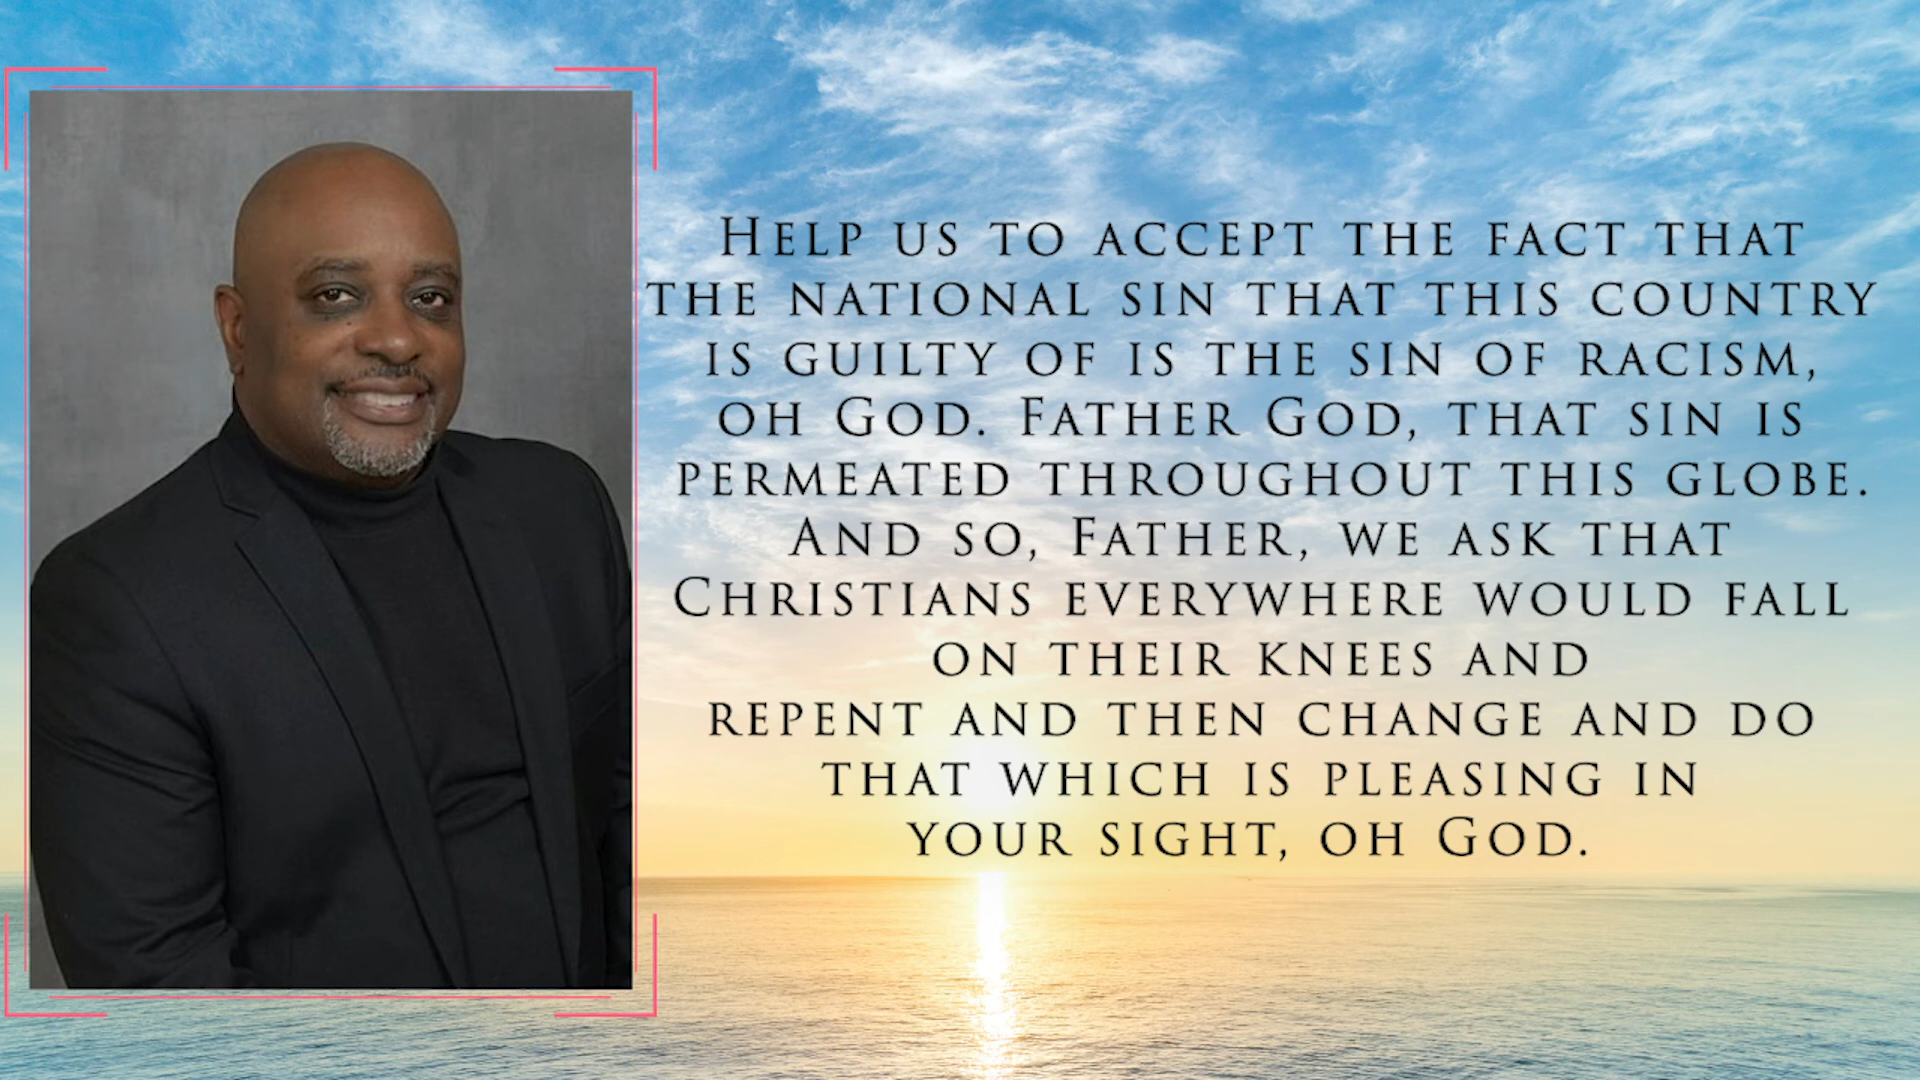 Help us to accept the fact that
the national sin that this country
is guilty of is the sin of racism,
oh God. Father God, that sin is
permeated throughout this globe.
And so, Father, we ask that
Christians everywhere would fall
on their knees and
repent and then change and do
that which is pleasing in
your sight, oh God.